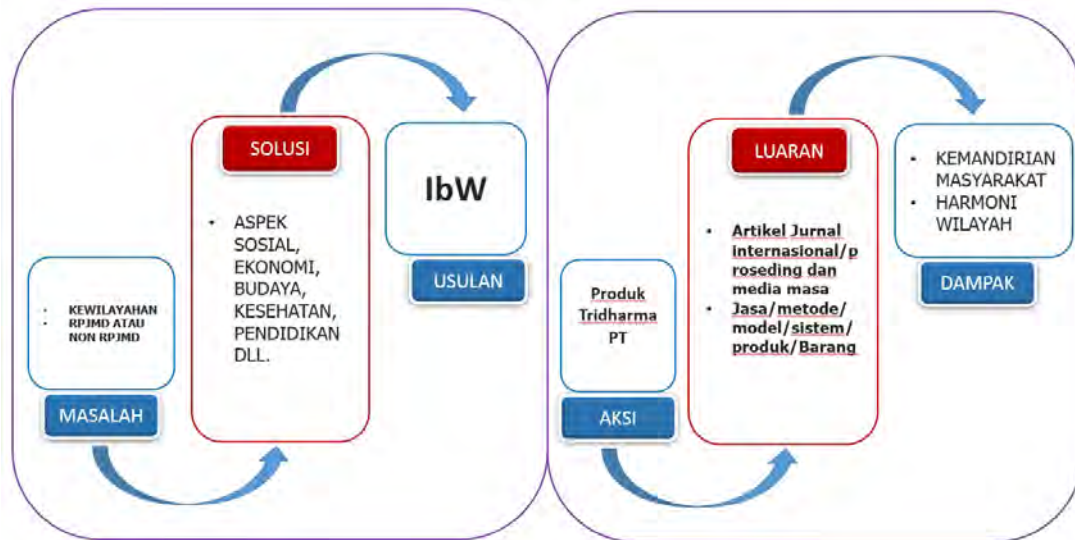 KEWILAYAHAN
RPJMD ATAU
NON RPJMD
MASALAH
SOLUSI
ASPEK
SOSIAL,
EKONOMI,
BUDAYA,
KESEHATAN,
PENDIDIKAN
DLL.
IbW
USULAN
Produk
Tridharma
PT
AKSI
LUARAN
Artikel Jurnal
internasional/p
roseding dan
media masa
Jasa/metode/
model/sistem/
produk/Barang
KEMANDIRIAN
MASYARAKAT
HARMONI
WILAYAH
DAMPAK